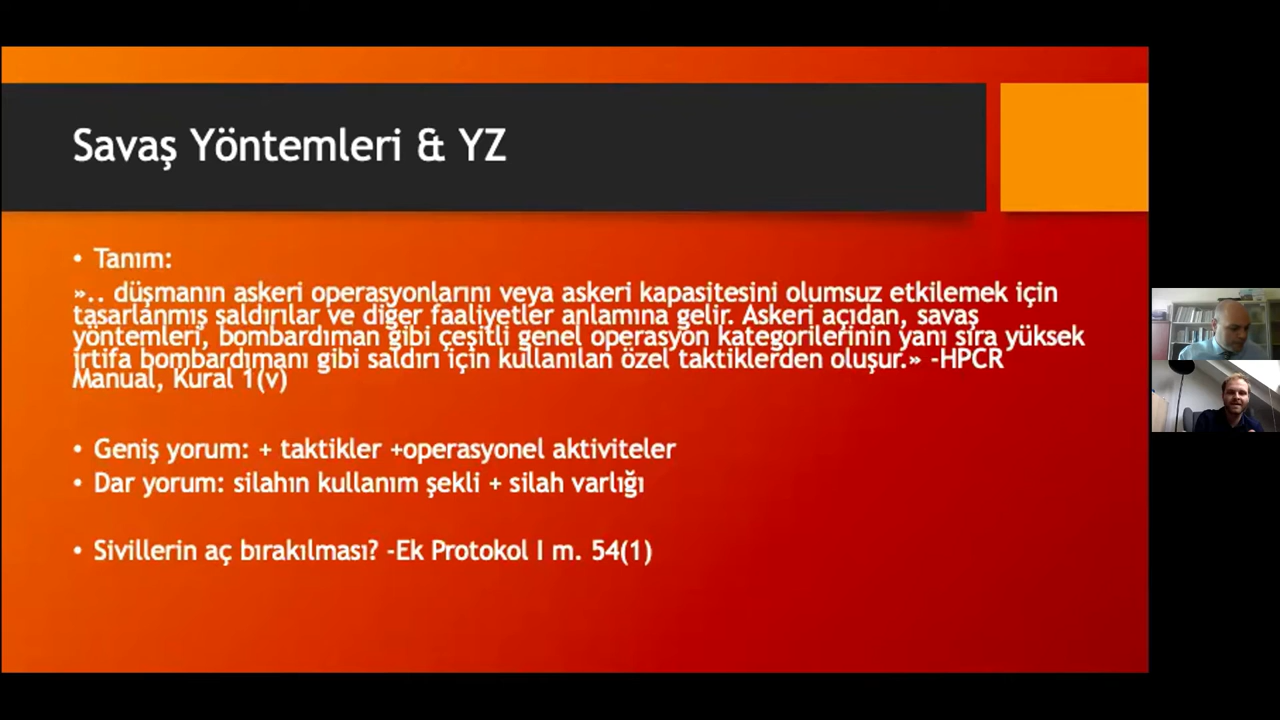 Savaş Yöntemleri & YZ
• Tanım:
».. düşmanın askeri operasyonlarını veya askeri kapasitesini olumsuz etkilemek için
tasarlanmış saldırılar ve diğer faaliyetler anlamına gelir. Askeri açıdan, savaş
yöntemleri, bombardıman gibi çeşitli genel operasyon kategorilerinin yanı sıra yüksek
irtifa bombardımanı gibi saldırı için kullanılan özel taktiklerden oluşur.» -HPCR
Manual, Kural 1(v)
• Geniş yorum: + taktikler +operasyonel aktiviteler
• Dar yorum: silahın kullanım şekli + silah varlığı
• Sivillerin aç bırakılması? -Ek Protokol I m. 54(1)